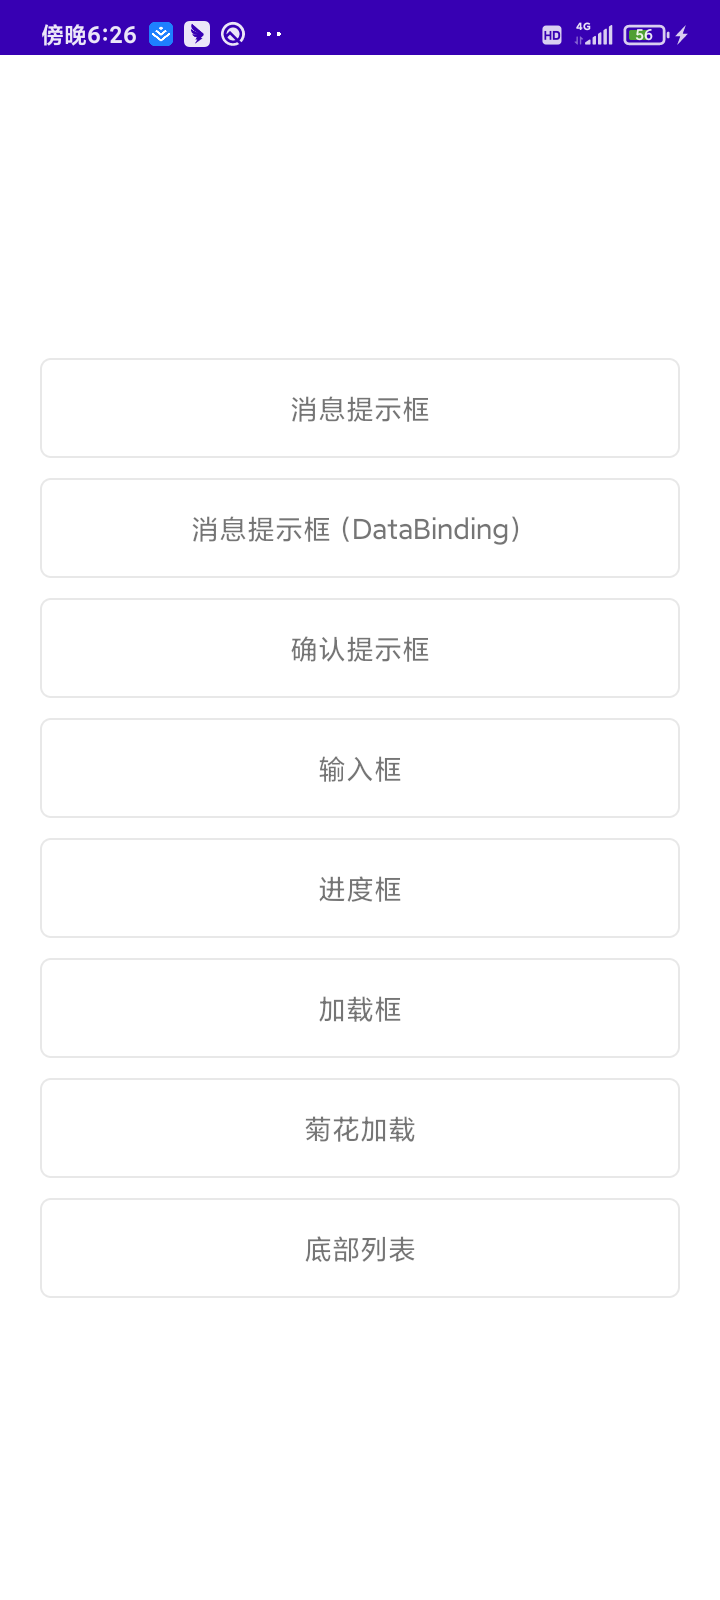 傍晚6:26
HD
4G
56
消息提示框
消息提示框（DataBinding）
确认提示框
输入框
进度框
加载框
菊花加载
底部列表